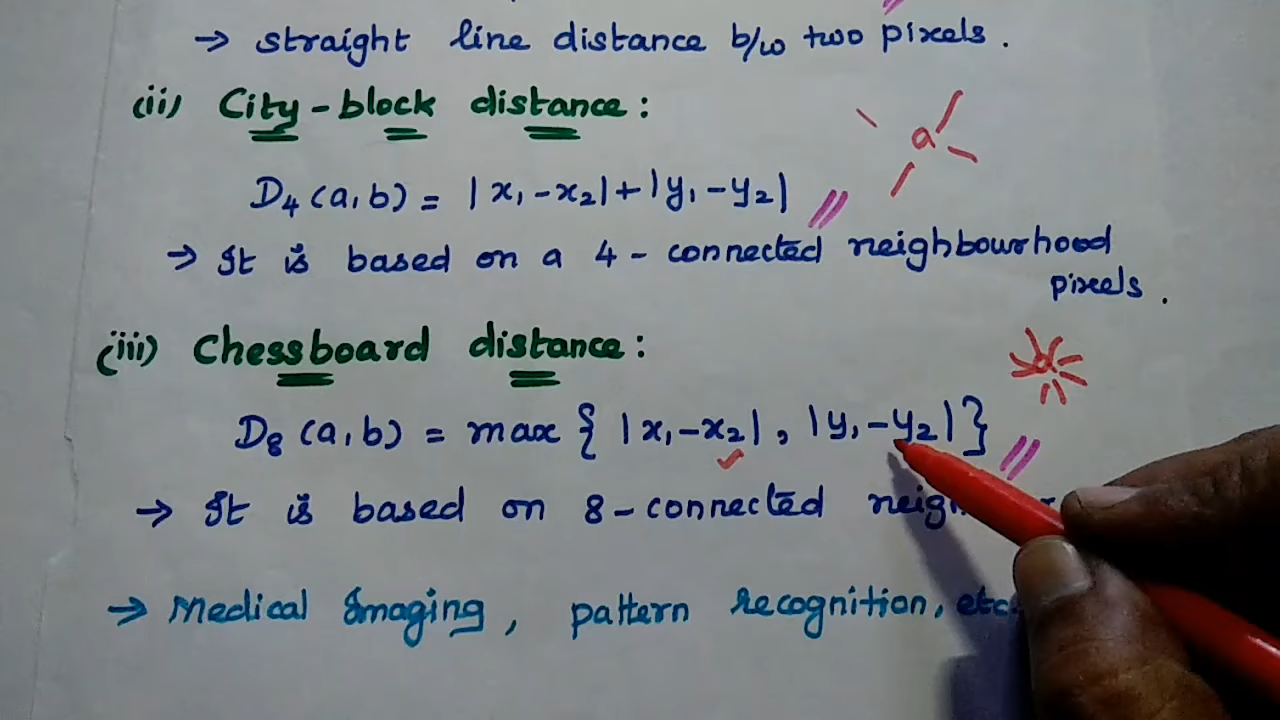 → straight line distance b/w two pixels.
(ii) City-block distance:
a
D₄(a,b) = |x₁-x₂|+|y₁-y₂|
→ It is based on a 4-connected neighbourhood
pixels.
(iii) Chessboard distance:
D₈(a,b) = max{|x₁-x₂|, |y₁-y₂|}
→ It is based on 8-connected
→ Medical Imaging, pattern recognition, etc.